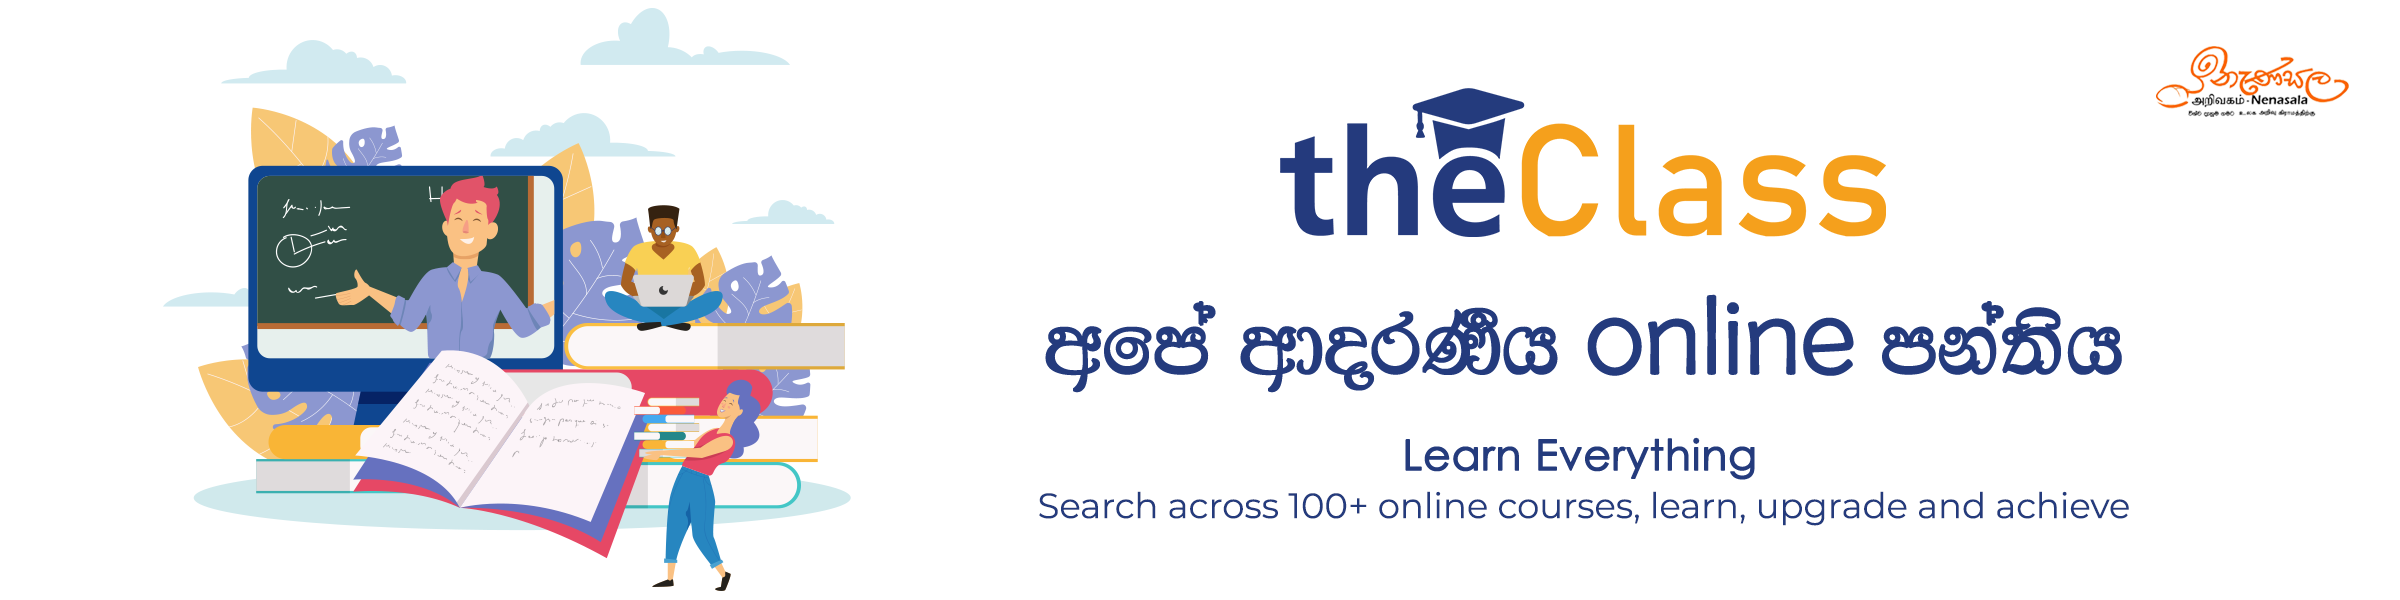 theClass
අපේ ආදරණීය online පන්තිය
Learn Everything
Search across 100+ online courses, learn, upgrade and achieve
නැණසල
அறிவகம் - Nenasala